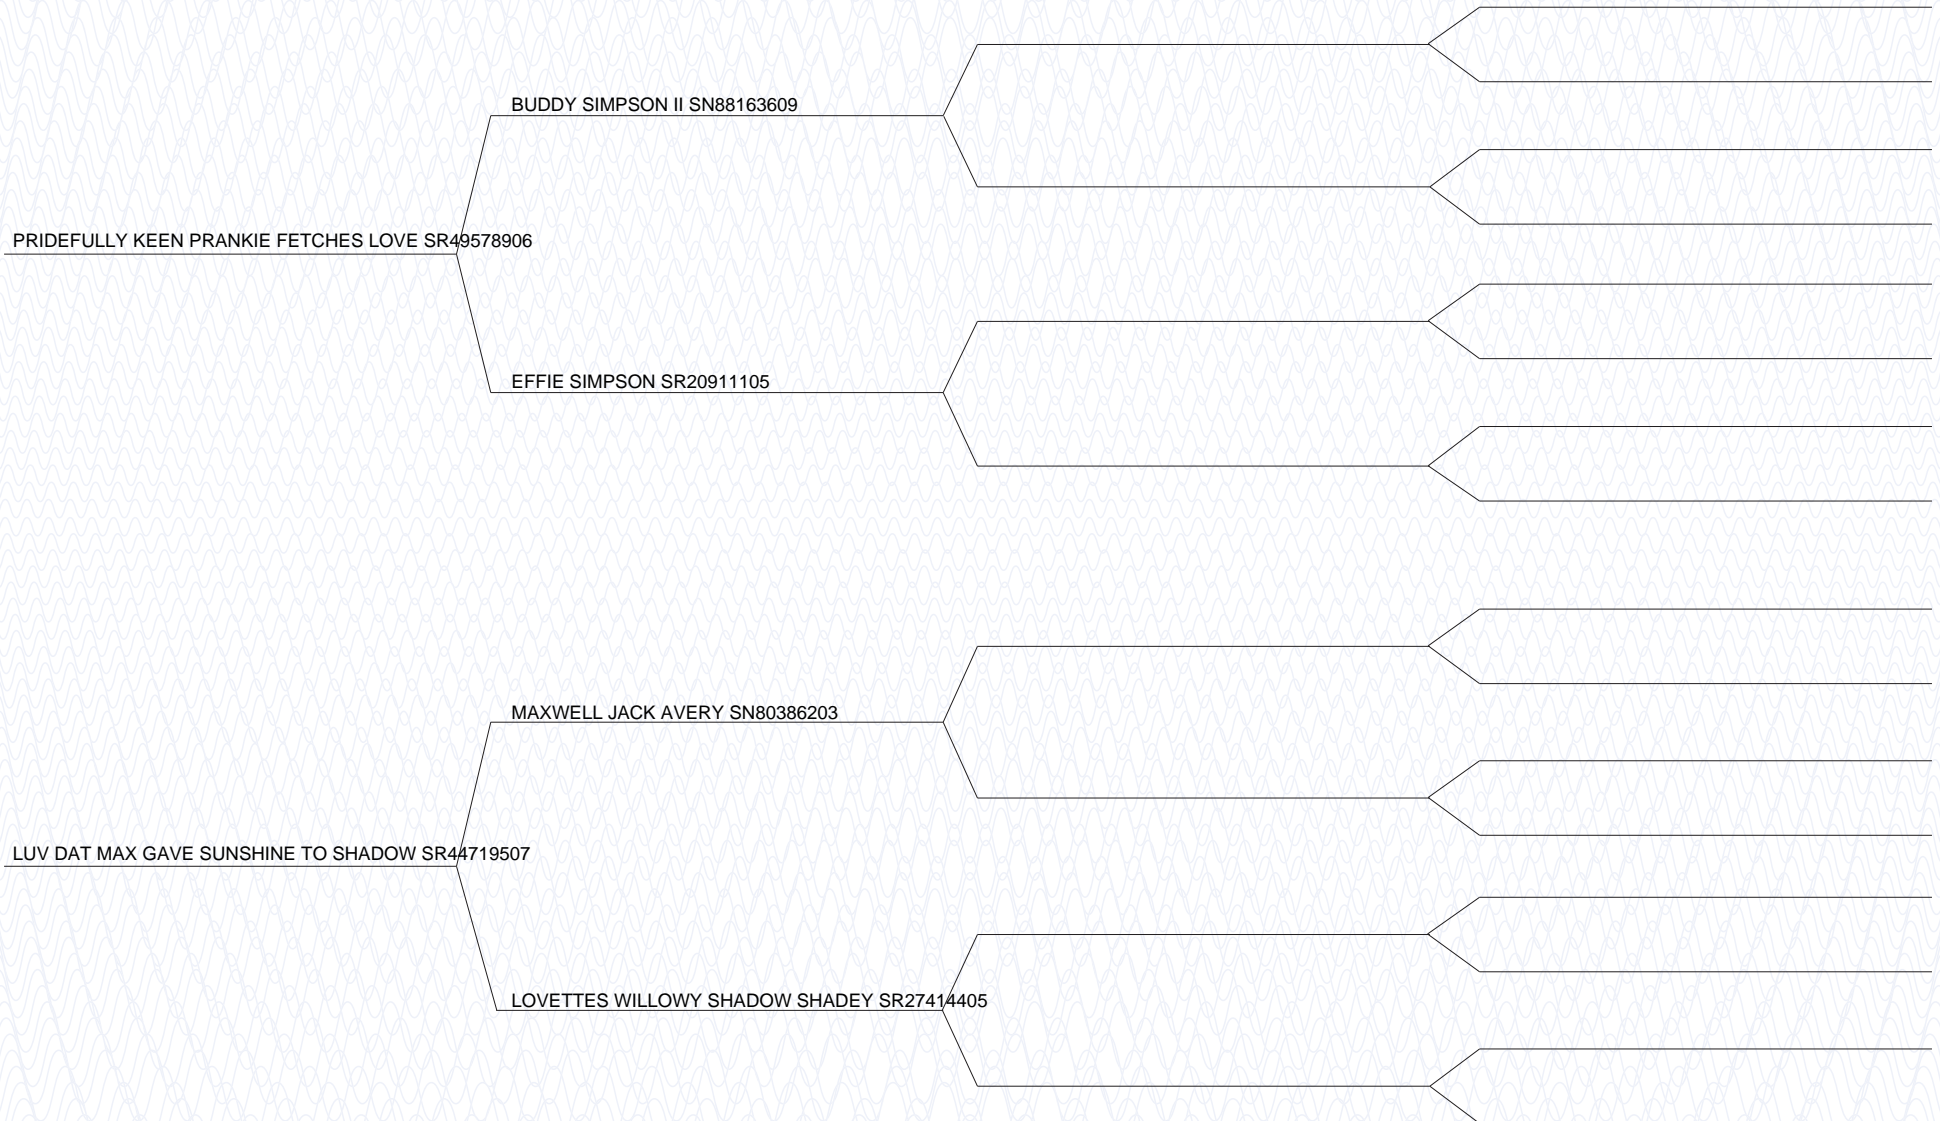 BUDDY SIMPSON II SN88163609
PRIDEFULLY KEEN PRANKIE FETCHES LOVE SR49578906
EFFIE SIMPSON SR20911105
MAXWELL JACK AVERY SN80386203
LUV DAT MAX GAVE SUNSHINE TO SHADOW SR44719507
LOVETTES WILLOWY SHADOW SHADEY SR27414405